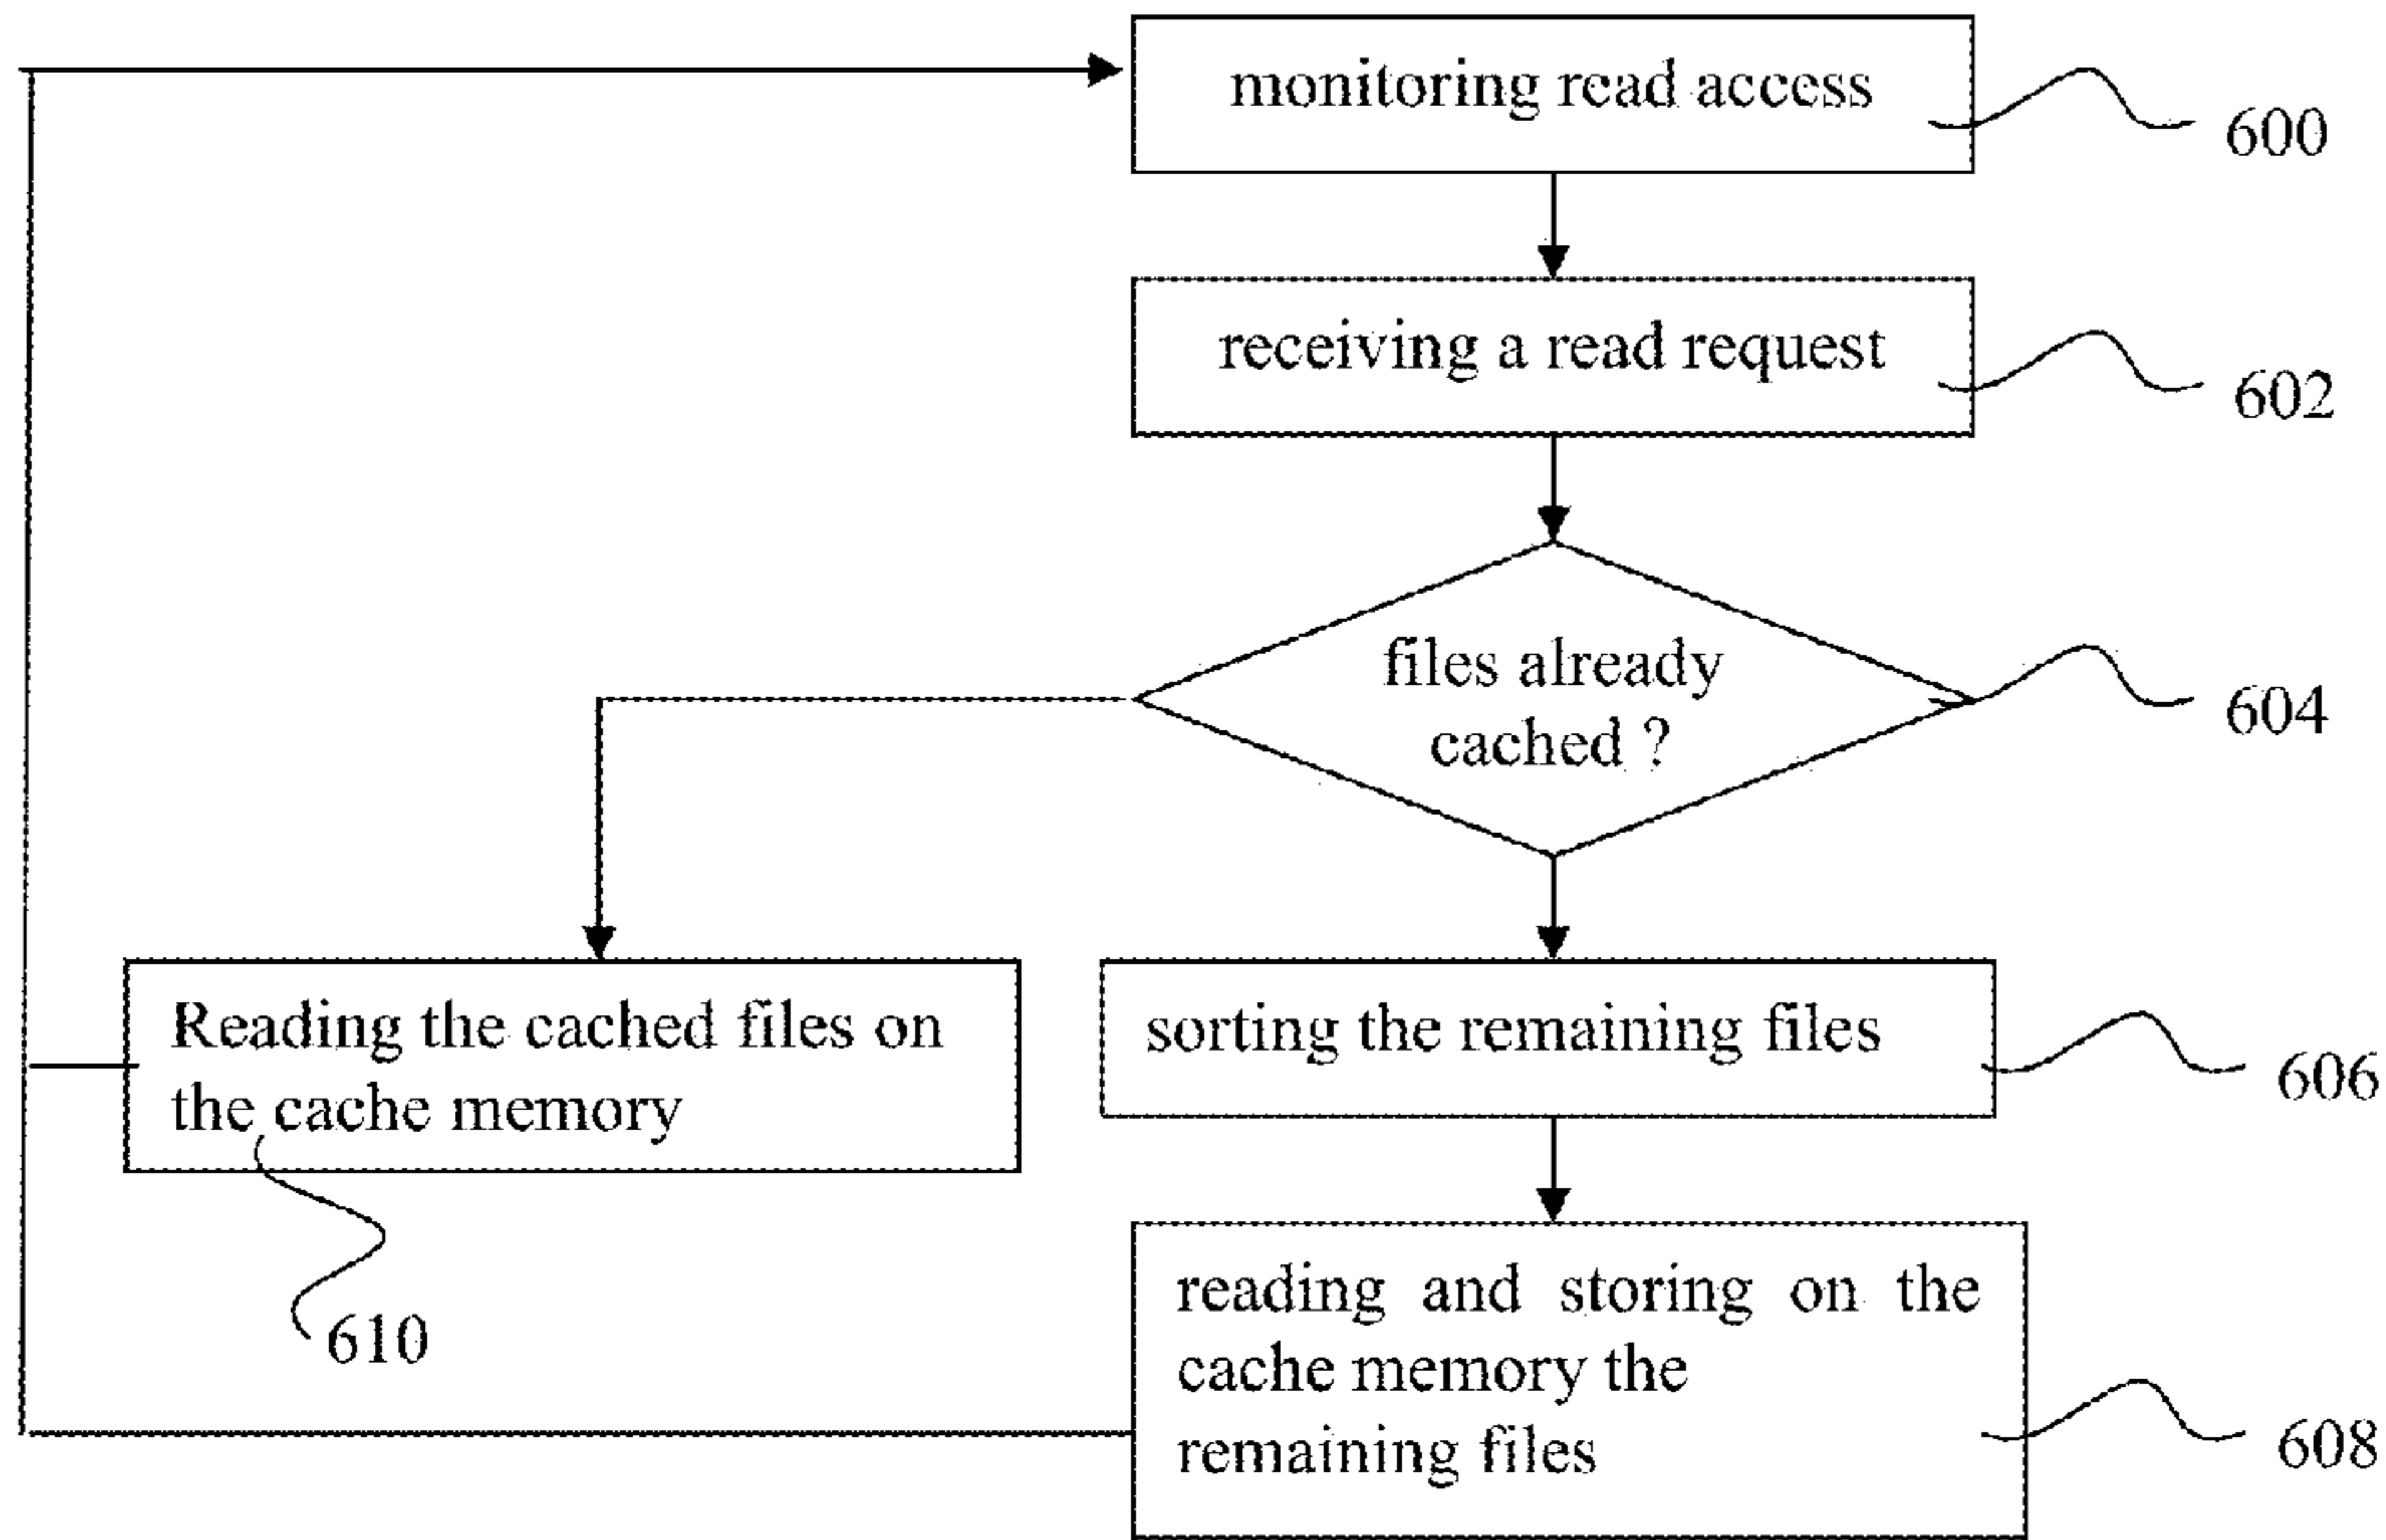 monitoring read access
600
receiving a read request
602
files already
cached ?
604
Reading the cached files on
the cache memory
610
sorting the remaining files
606
reading and storing on the
cache memory the
remaining files
608